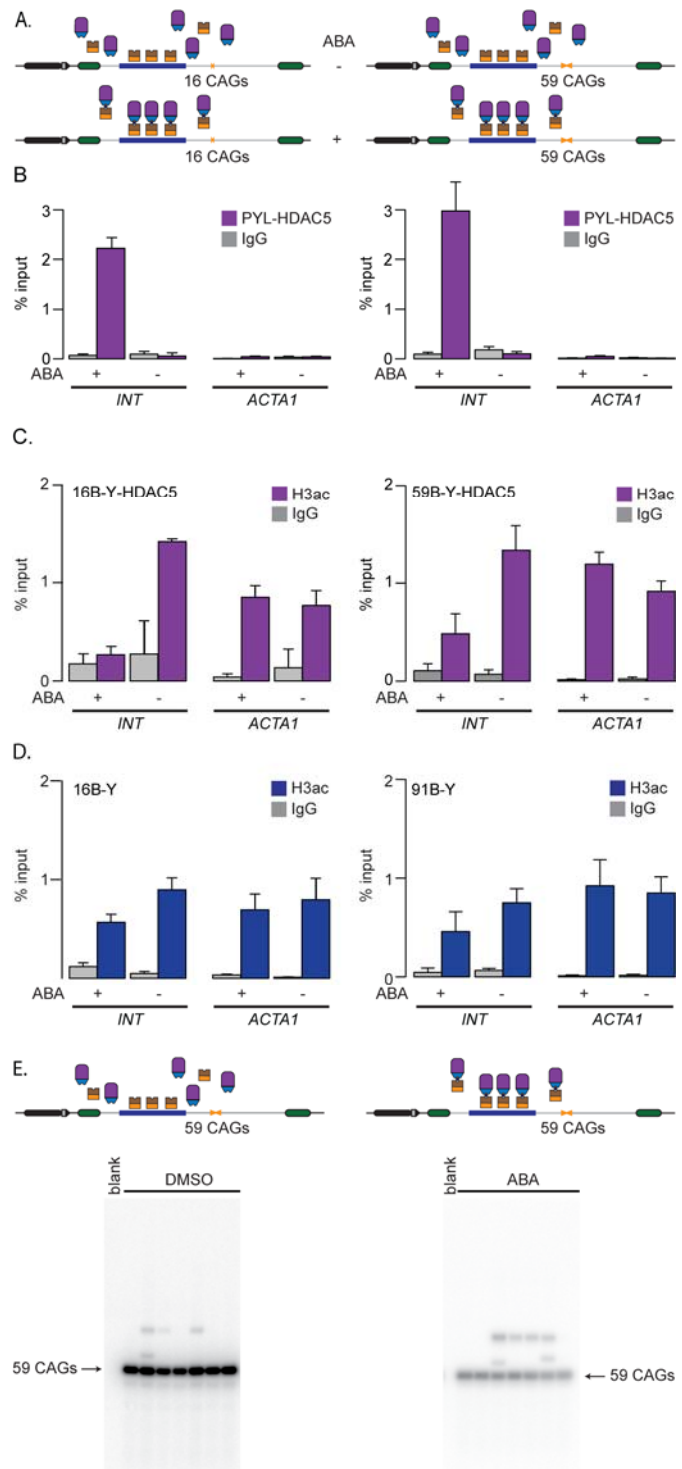 A.
ABA
-
16 CAGs
59 CAGs
+
16 CAGs
59 CAGs
B
3
2
1
0
% input
PYL-HDAC5
IgG
ABA
+
-
+
-
INT
ACTA1
3
2
1
0
% input
PYL-HDAC5
IgG
ABA
+
-
+
-
INT
ACTA1
C.
2
1
0
% input
16B-Y-HDAC5
H3ac
IgG
ABA
+
-
+
-
INT
ACTA1
2
1
0
% input
59B-Y-HDAC5
H3ac
IgG
ABA
+
-
+
-
INT
ACTA1
D.
2
1
% input
16B-Y
H3ac
IgG
ABA
+
-
+
-
INT
ACTA1
2
1
0
% input
91B-Y
H3ac
IgG
ABA
+
-
+
-
INT
ACTA1
E.
59 CAGs
59 CAGs
blank
DMSO
59 CAGs
blank
ABA
59 CAGs